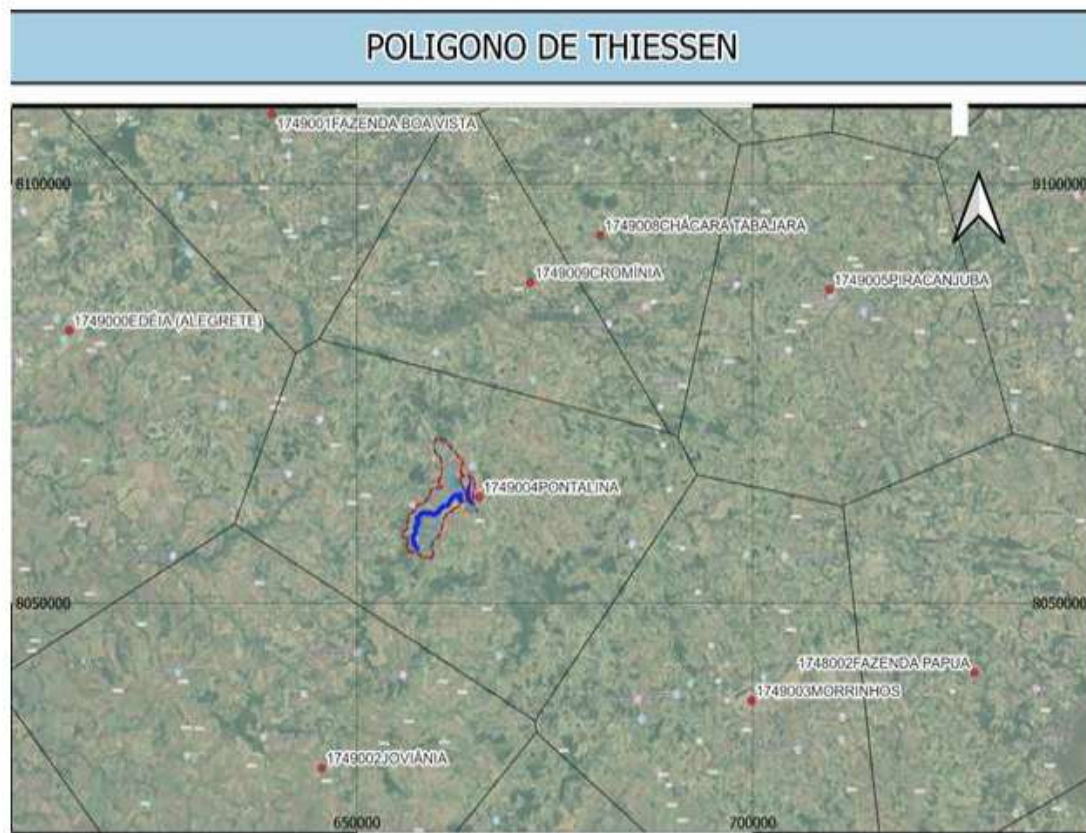 POLIGONO DE THIESSEN
1749001FAZENDA BOA VISTA
8100000 8100000
1749008CHÁCARA TABAJARA
1749009CROMÍNIA
1749005PIRACANJUBA
1749000EDÉIA (ALEGRETE)
1749004PONTALINA
8050000 8050000
1748002FAZENDA PAPUA
1749003MORRINHOS
1749002JOVIÂNIA
650000 700000